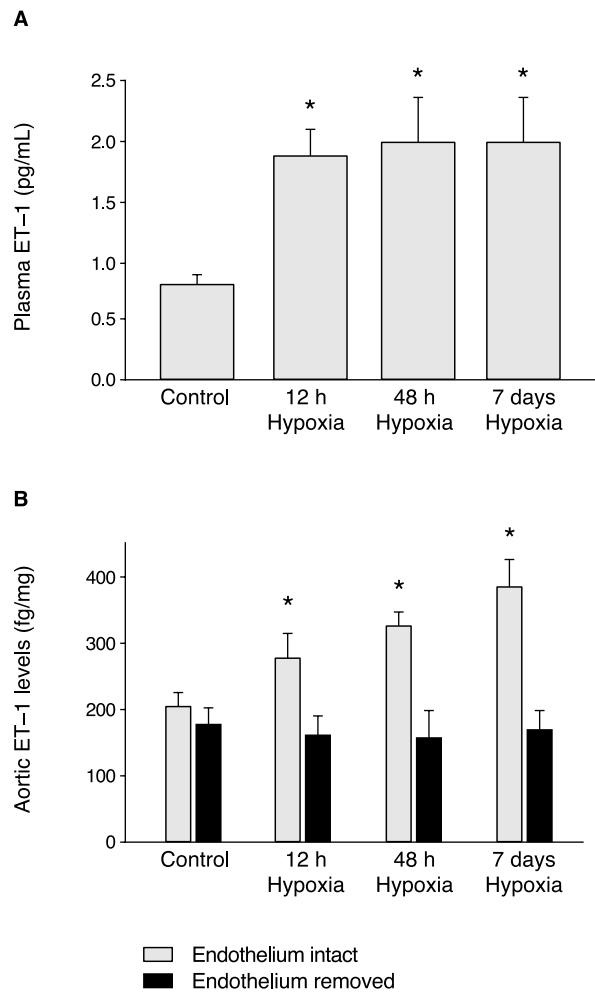 A
Plasma ET–1 (pg/mL)
2.5
2.0
1.5
1.0
0.5
0.0
*
*
*
Control
12 h
Hypoxia
48 h
Hypoxia
7 days
Hypoxia
B
Aortic ET–1 levels (fg/mg)
400
300
200
100
0
*
*
*
Control
12 h
Hypoxia
48 h
Hypoxia
7 days
Hypoxia
Endothelium intact
Endothelium removed